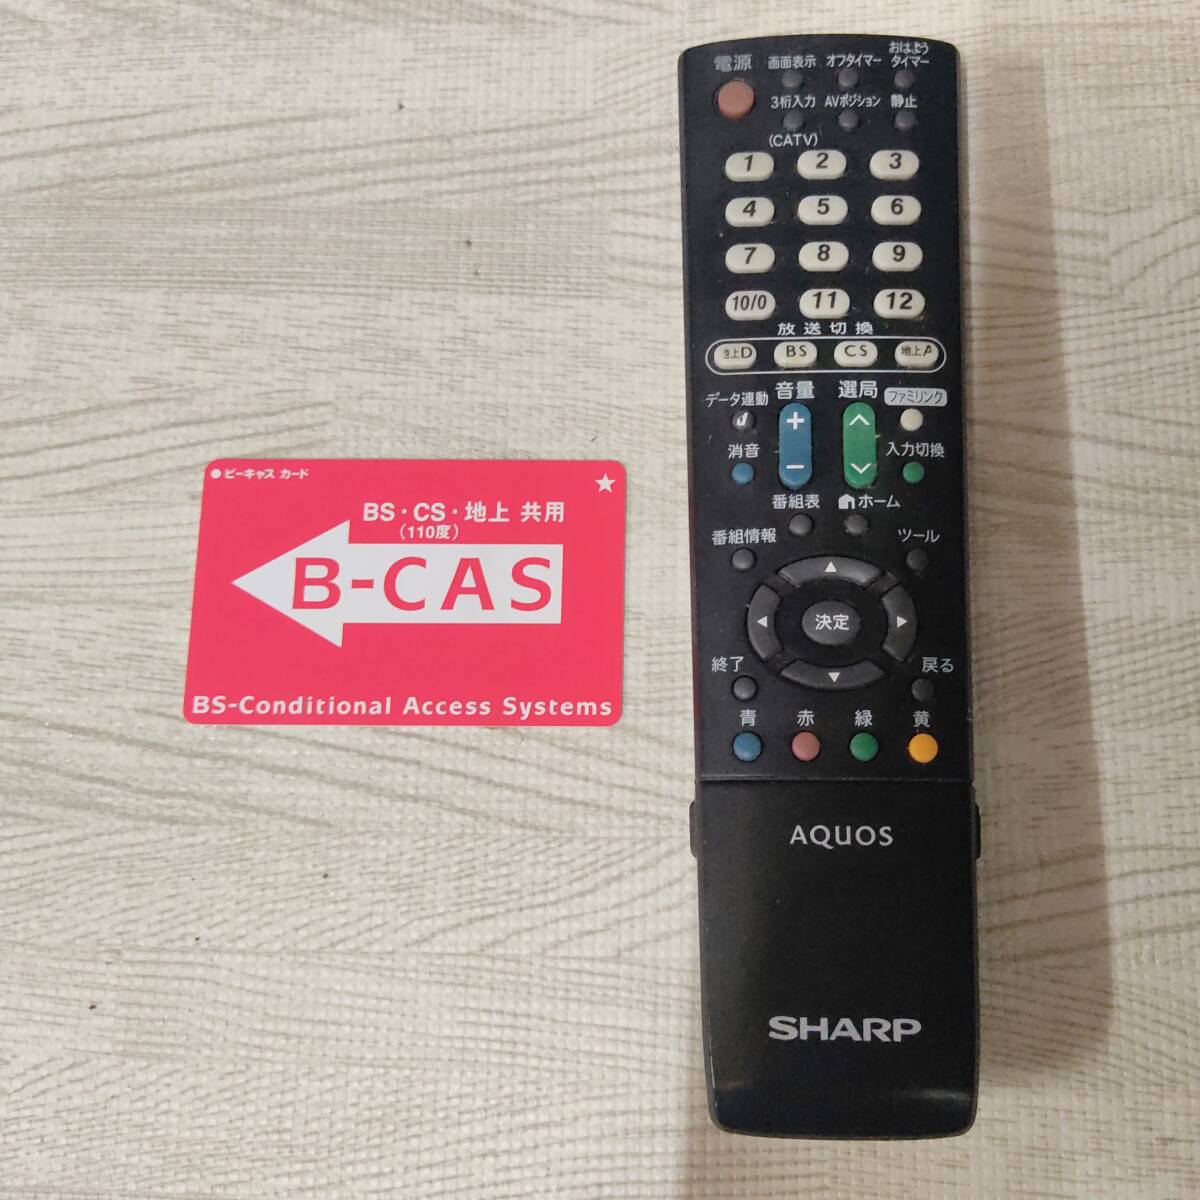 ●ビーキャス カード
BS・CS・地上 共用
(110度)
B-CAS
BS-Conditional Access Systems
電源 画面表示 オフタイマー おはようタイマー
3桁入力 AVポジション 静止
(CATV)
1 2 3
4 5 6
7 8 9
10/0 11 12
放送切換
地上D BS CS 地上A
データ連動 音量 選局 ファミリンク
d + 
消音 入力切換
−
番組表 ホーム
番組情報 ツール
決定
終了 戻る
青 赤 緑 黄
AQUOS
SHARP